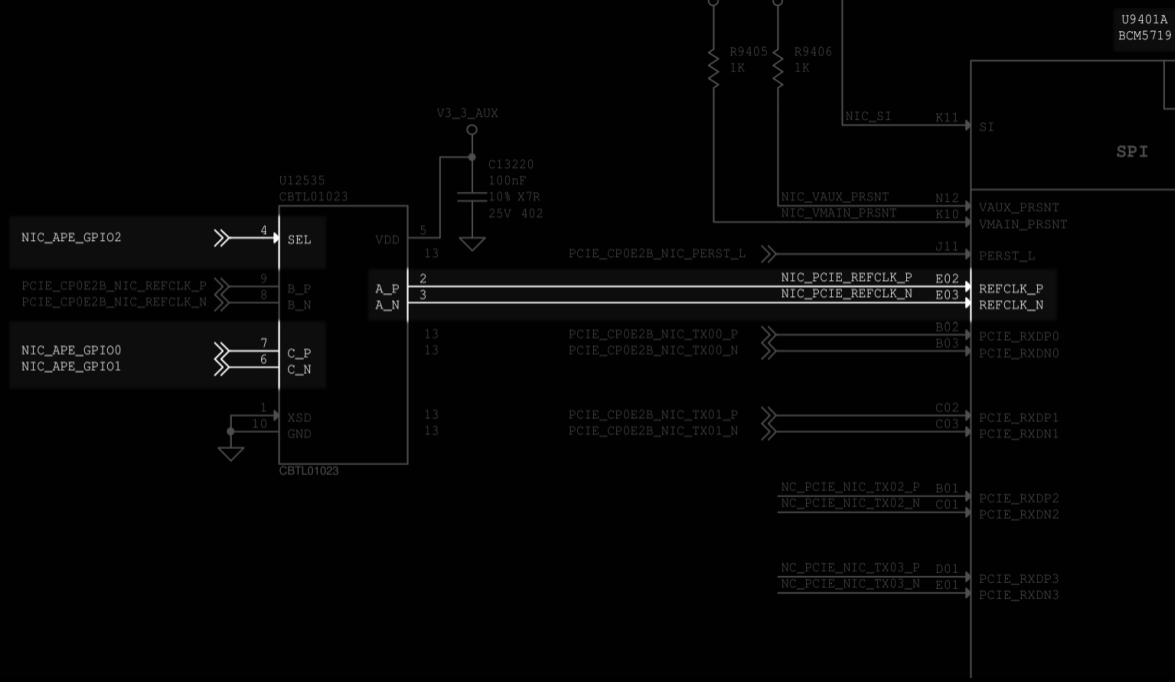 U9401A
BCM5719
R9405
1K
R9406
1K
V3_3_AUX
C13220
100nF
10% X7R
25V 402
NIC_SI
K11
SI
SPI
U12535
CBTL01023
NIC_VAUX_PRSNT
N12
VAUX_PRSNT
NIC_VMAIN_PRSNT
K10
VMAIN_PRSNT
NIC_APE_GPIO2
4
SEL
VDD
5
13
PCIE_CP0E2B_NIC_PERST_L
J11
PERST_L
PCIE_CP0E2B_NIC_REFCLK_P
9
B_P
PCIE_CP0E2B_NIC_REFCLK_N
8
B_N
A_P
2
NIC_PCIE_REFCLK_P
E02
REFCLK_P
A_N
3
NIC_PCIE_REFCLK_N
E03
REFCLK_N
NIC_APE_GPIO0
7
C_P
NIC_APE_GPIO1
6
C_N
13
PCIE_CP0E2B_NIC_TX00_P
B02
PCIE_RXDP0
13
PCIE_CP0E2B_NIC_TX00_N
B03
PCIE_RXDN0
1
XSD
10
GND
13
PCIE_CP0E2B_NIC_TX01_P
C02
PCIE_RXDP1
13
PCIE_CP0E2B_NIC_TX01_N
C03
PCIE_RXDN1
CBTL01023
NC_PCIE_NIC_TX02_P
B01
PCIE_RXDP2
NC_PCIE_NIC_TX02_N
C01
PCIE_RXDN2
NC_PCIE_NIC_TX03_P
D01
PCIE_RXDP3
NC_PCIE_NIC_TX03_N
E01
PCIE_RXDN3